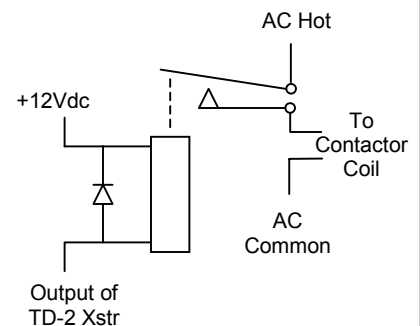 AC Hot
+12Vdc
To
Contactor
Coil
AC
Common
Output of
TD-2 Xstr